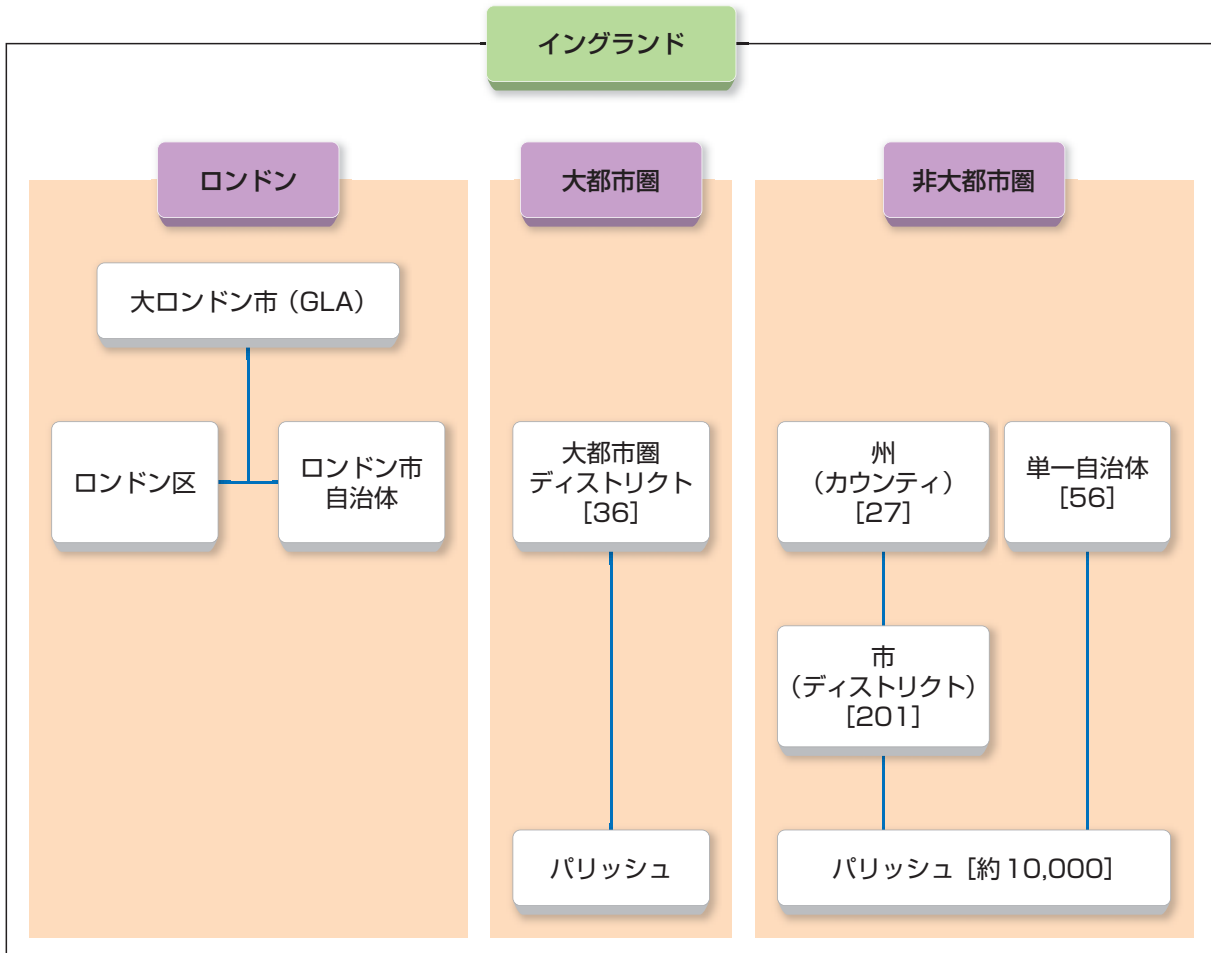 イングランド
ロンドン
大都市圏
非大都市圏
大ロンドン市（GLA）
ロンドン区
ロンドン市
自治体
大都市圏
ディストリクト
[36]
州
（カウンティ）
[27]
単一自治体
[56]
市
（ディストリクト）
[201]
パリッシュ
パリッシュ［約10,000］